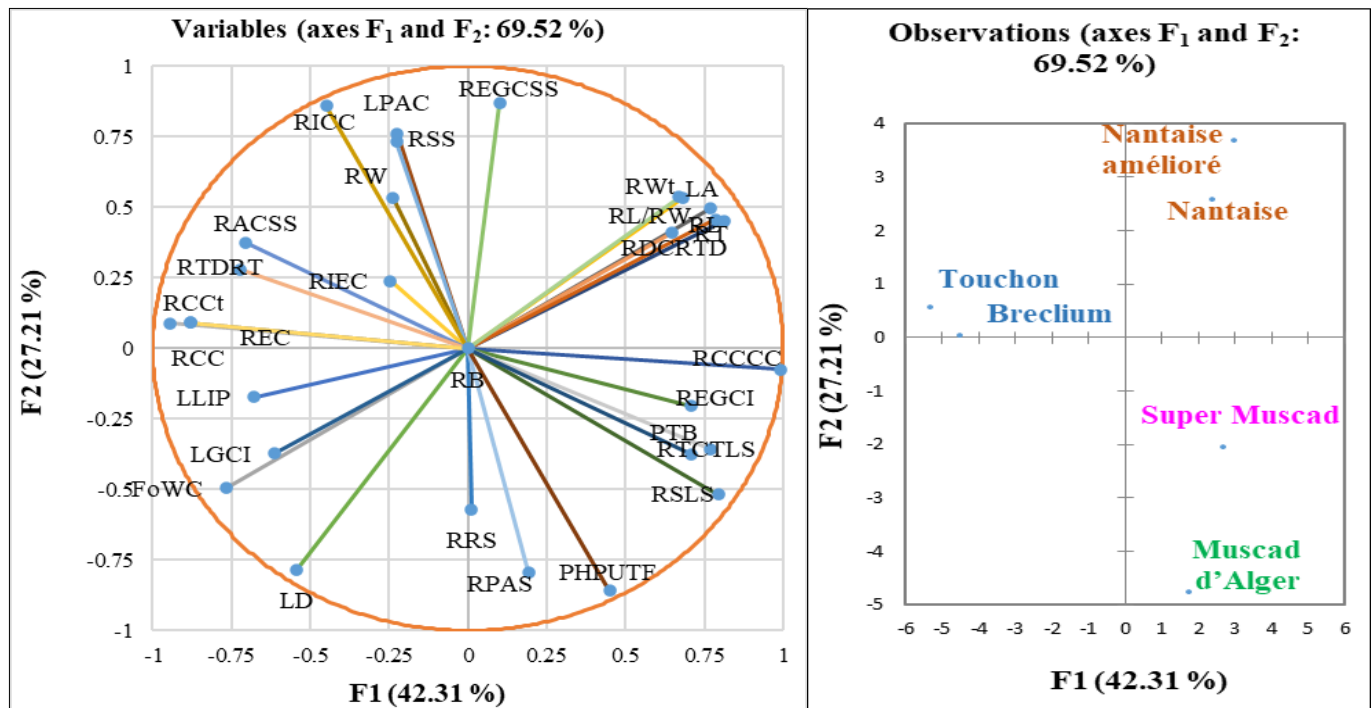 Variables (axes F₁ and F₂: 69.52 %)
1
0.75
0.5
0.25
0
-0.25
-0.5
-0.75
-1
F2 (27.21 %)
REGCSS
LPAC
RICC
RSS
RW
RWt
LA
RL/RW
RL
RT
RDCRTD
RACSS
RTDRT
RIEC
RCCt
REC
RCC
RCCCC
RB
LLIP
REGCI
PTB
LGCI
RTCTLS
FoWC
RSLS
RRS
RPAS
PHPUTF
LD
-1
-0.75
-0.5
-0.25
0
0.25
0.5
0.75
1
F1 (42.31 %)
Observations (axes F₁ and F₂:
69.52 %)
4
3
2
1
0
-1
-2
-3
-4
-5
F2 (27.21 %)
Nantaise
amélioré
Nantaise
Touchon
Breclium
Super Muscad
Muscad
d’Alger
-6 -5 -4 -3 -2 -1 0 1 2 3 4 5 6
F1 (42.31 %)